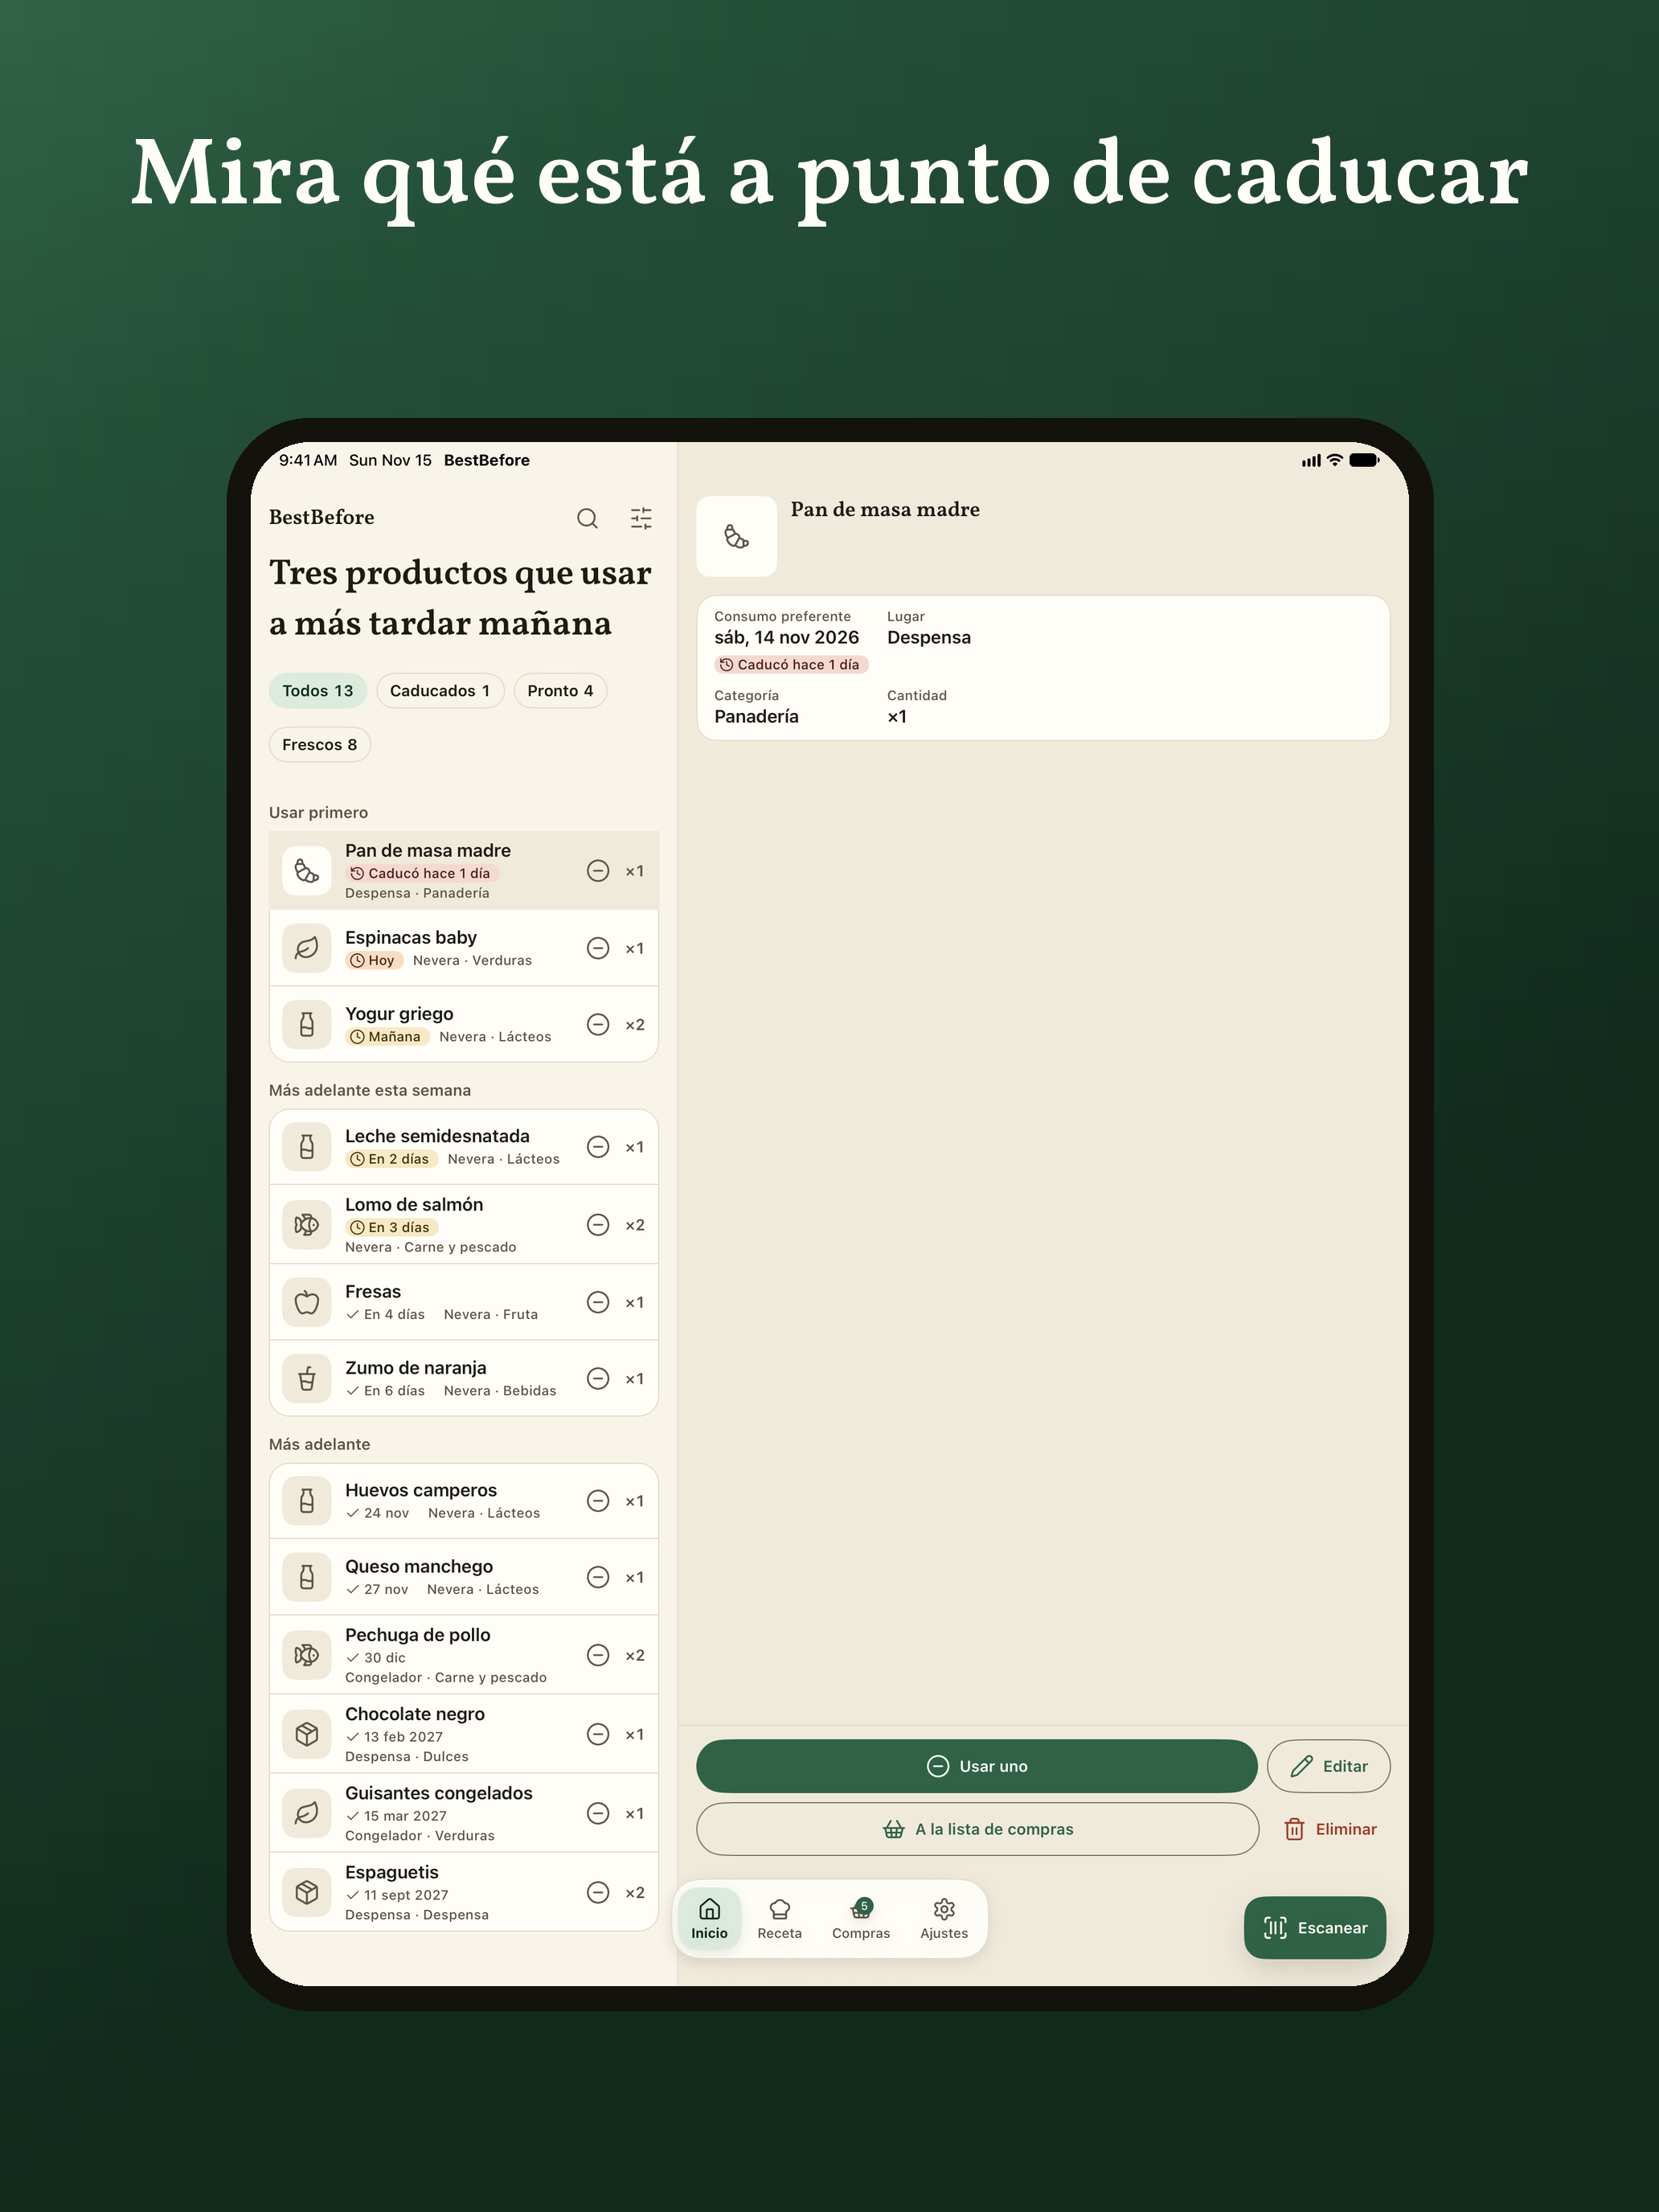 Mira qué está a punto de caducar
9:41 AM Sun Nov 15 BestBefore
BestBefore
Tres productos que usar
a más tardar mañana
Todos 13
Caducados 1
Pronto 4
Frescos 8
Usar primero
Pan de masa madre
Caducó hace 1 día
Despensa · Panadería
×1
Espinacas baby
Hoy Nevera · Verduras
×1
Yogur griego
Mañana Nevera · Lácteos
×2
Más adelante esta semana
Leche semidesnatada
En 2 días Nevera · Lácteos
×1
Lomo de salmón
En 3 días
Nevera · Carne y pescado
×2
Fresas
En 4 días Nevera · Fruta
×1
Zumo de naranja
En 6 días Nevera · Bebidas
×1
Más adelante
Huevos camperos
24 nov Nevera · Lácteos
×1
Queso manchego
27 nov Nevera · Lácteos
×1
Pechuga de pollo
30 dic
Congelador · Carne y pescado
×2
Chocolate negro
13 feb 2027
Despensa · Dulces
×1
Guisantes congelados
15 mar 2027
Congelador · Verduras
×1
Espaguetis
11 sept 2027
Despensa · Despensa
×2
Pan de masa madre
Consumo preferente
sáb, 14 nov 2026
Caducó hace 1 día
Lugar
Despensa
Categoría
Panadería
Cantidad
×1
Usar uno
Editar
A la lista de compras
Eliminar
Inicio
Receta
5
Compras
Ajustes
Escanear